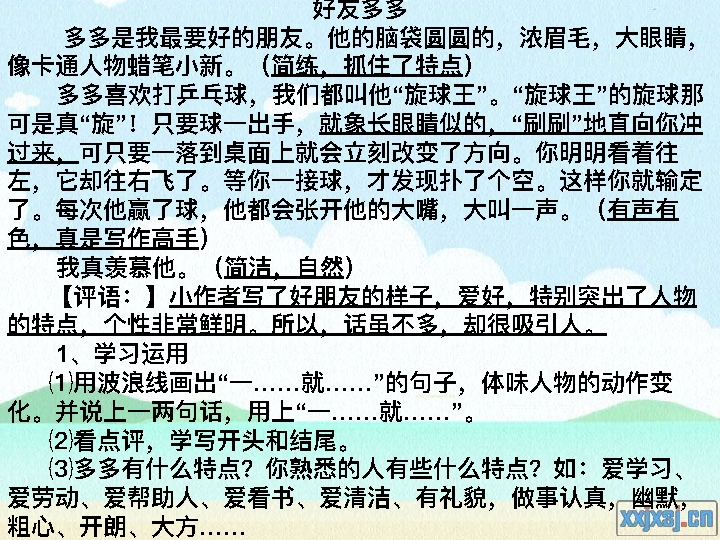 好友多多
多多是我最要好的朋友。他的脑袋圆圆的，浓眉毛，大眼睛，
像卡通人物蜡笔小新。（简练，抓住了特点）
多多喜欢打乒乓球，我们都叫他“旋球王”。“旋球王”的旋球那
可是真“旋”！只要球一出手，就象长眼睛似的，“刷刷”地直向你冲
过来，可只要一落到桌面上就会立刻改变了方向。你明明看着往
左，它却往右飞了。等你一接球，才发现扑了个空。这样你就输定
了。每次他赢了球，他都会张开他的大嘴，大叫一声。（有声有
色，真是写作高手）
我真羡慕他。（简洁，自然）
【评语：】小作者写了好朋友的样子，爱好，特别突出了人物
的特点，个性非常鲜明。所以，话虽不多，却很吸引人。
1、学习运用
⑴用波浪线画出“一……就……”的句子，体味人物的动作变
化。并说上一两句话，用上“一……就……”。
⑵看点评，学写开头和结尾。
⑶多多有什么特点？你熟悉的人有些什么特点？如：爱学习、
爱劳动、爱帮助人、爱看书、爱清洁、有礼貌，做事认真，幽默，
粗心、开朗、大方……
xxjxsj.cn